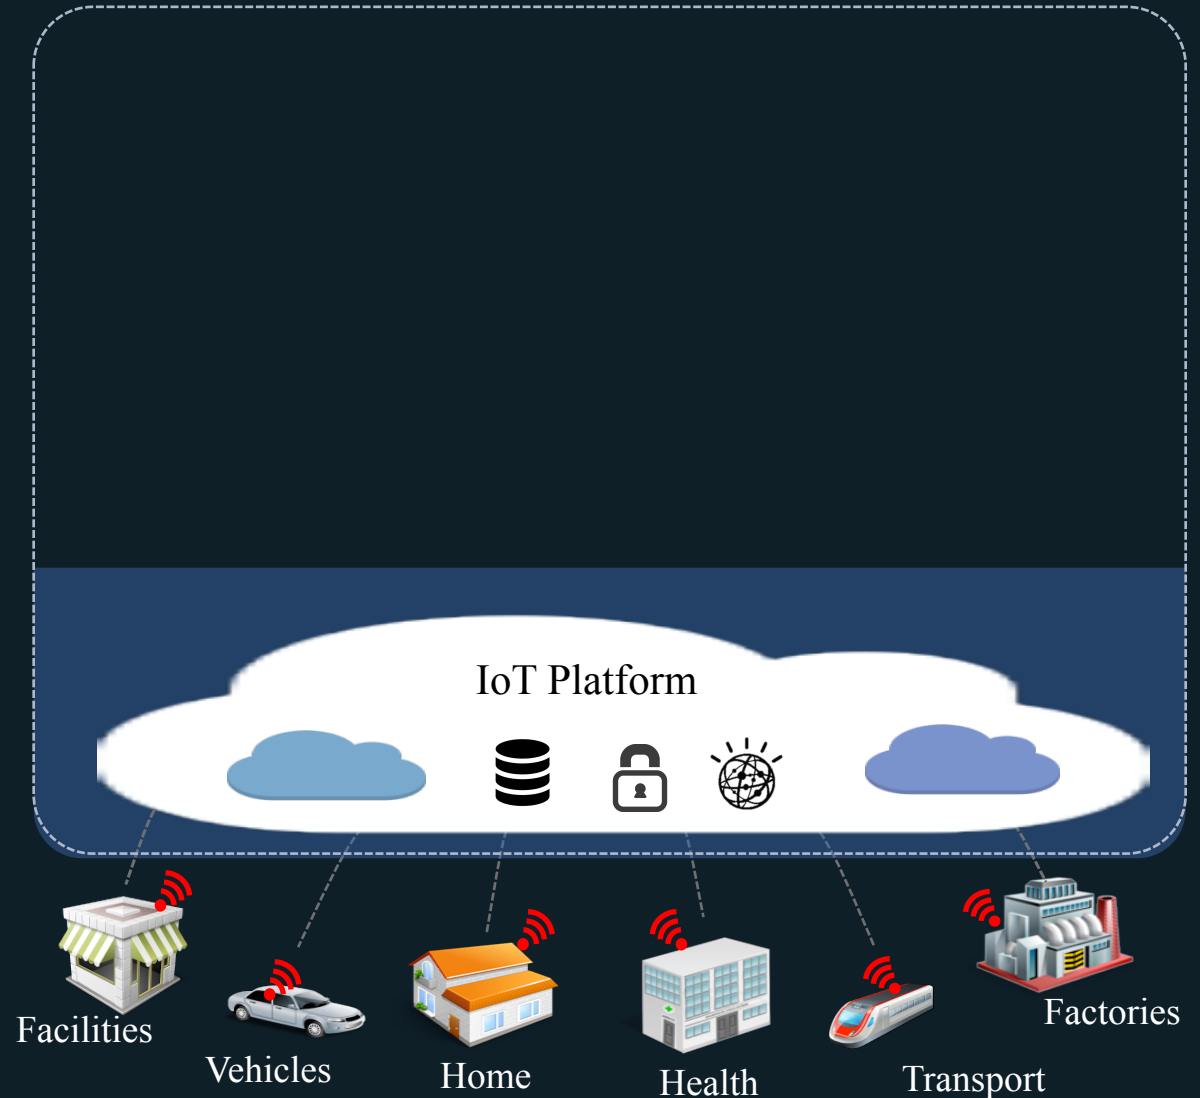 IoT Platform
Facilities
Vehicles
Home
Health
Transport
Factories